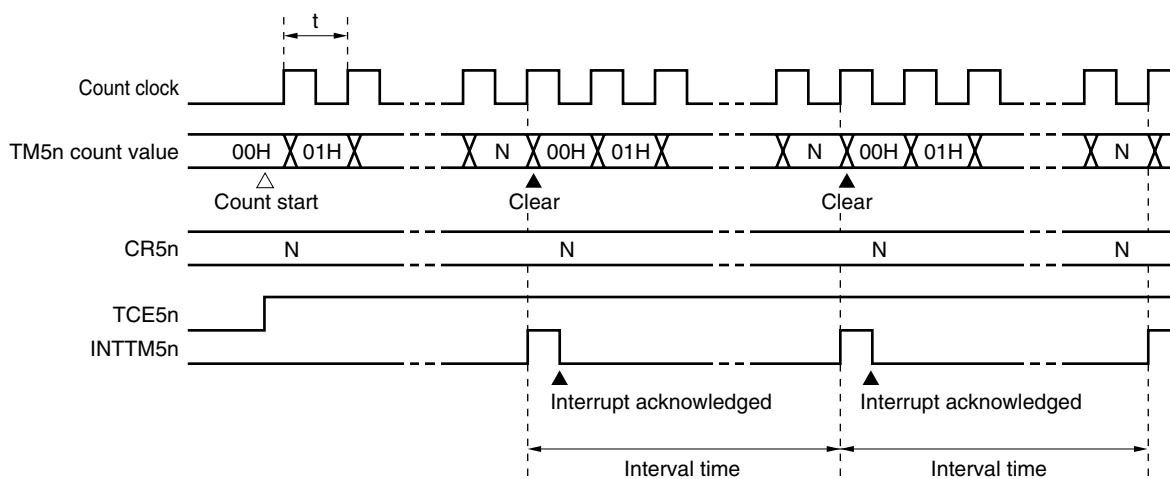 t
Count clock
TM5n count value 00H 01H N 00H 01H N 00H 01H N
Count start Clear Clear
CR5n N N N N
TCE5n
INTTM5n
Interrupt acknowledged Interrupt acknowledged
Interval time Interval time